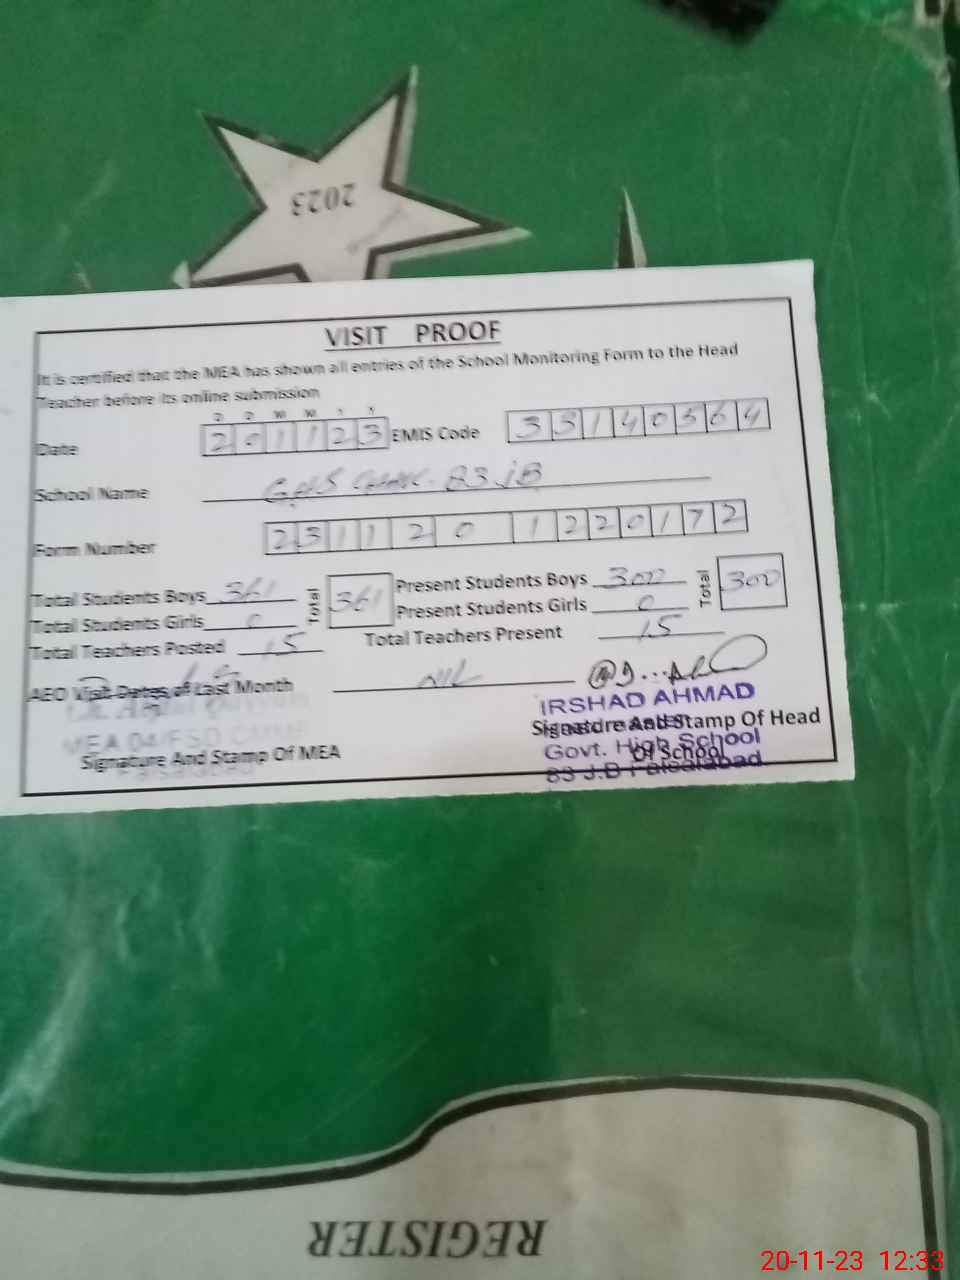 2023
VISIT PROOF
It is certified that the MEA has shown all entries of the School Monitoring Form to the Head
Teacher before its online submission
D D M M Y Y
Date 2 0 1 1 2 3 EMIS Code 3 3 1 4 0 3 6 4
School Name GHS CHAK. 83 JB
Form Number 2 3 1 1 2 0 1 2 2 0 1 7 2
Total Students Boys 361 Total 361 Present Students Boys 300 Total 300
Total Students Girls 0 Present Students Girls 0
Total Teachers Posted 15 Total Teachers Present 15
AEO Visit Dates of Last Month NIL
IRSHAD AHMAD
Signature And Stamp Of Head
Of School
Govt. High School
83 J.B Faisalabad
MEA 04/FSD
Signature And Stamp Of MEA
Faisalabad
REGISTER
20-11-23 12:33